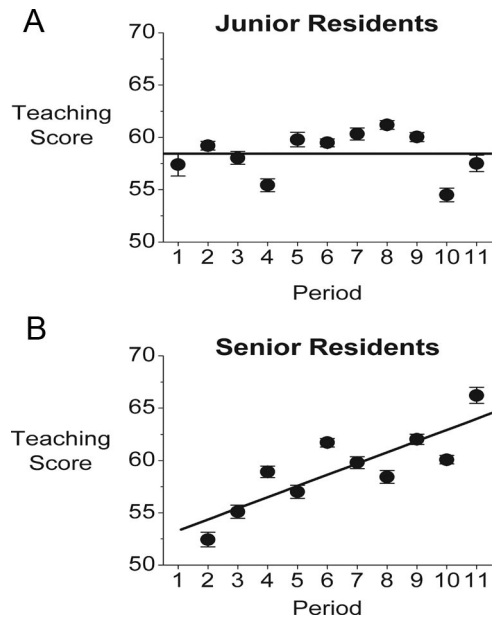 A
Junior Residents
70
65
Teaching
Score
60
55
50
1 2 3 4 5 6 7 8 9 10 11
Period
B
Senior Residents
70
65
Teaching
Score
60
55
50
1 2 3 4 5 6 7 8 9 10 11
Period